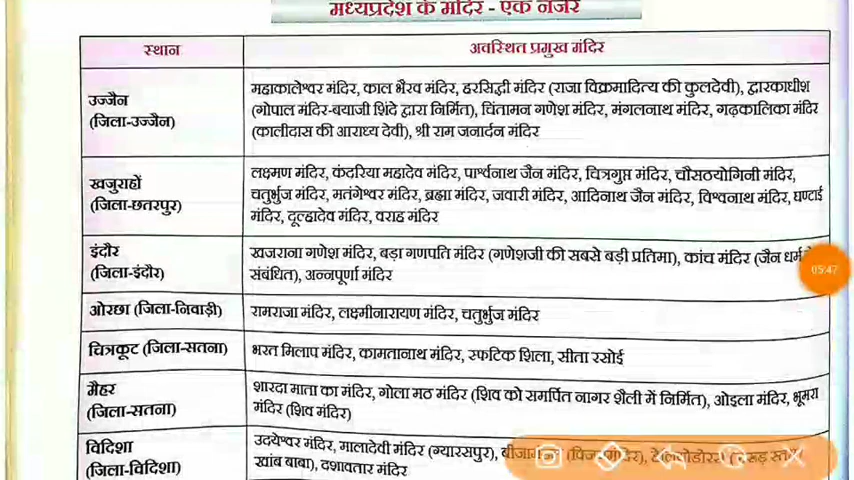 मध्यप्रदेश के मंदिर - एक नजर
स्थान
अवस्थित प्रमुख मंदिर
उज्जैन
(जिला-उज्जैन)
महाकालेश्वर मंदिर, काल भैरव मंदिर, हरसिद्धी मंदिर (राजा विक्रमादित्य की कुलदेवी), द्वारकाधीश
(गोपाल मंदिर-बयाजी शिंदे द्वारा निर्मित), चिंतामन गणेश मंदिर, मंगलनाथ मंदिर, गढ़कालिका मंदिर
(कालीदास की आराध्य देवी), श्री राम जनार्दन मंदिर
खजुराहों
(जिला-छतरपुर)
लक्ष्मण मंदिर, कंदरिया महादेव मंदिर, पार्श्वनाथ जैन मंदिर, चित्रगुप्त मंदिर, चौसठयोगिनी मंदिर,
चतुर्भुज मंदिर, मतंगेश्वर मंदिर, ब्रह्मा मंदिर, जवारी मंदिर, आदिनाथ जैन मंदिर, विश्वनाथ मंदिर, घण्टाई
मंदिर, दूल्हादेव मंदिर, वराह मंदिर
इंदौर
(जिला-इंदौर)
खजराना गणेश मंदिर, बड़ा गणपति मंदिर (गणेशजी की सबसे बड़ी प्रतिमा), कांच मंदिर (जैन धर्म
संबंधित), अन्नपूर्णा मंदिर
05:47
ओरछा (जिला-निवाड़ी)
रामराजा मंदिर, लक्ष्मीनारायण मंदिर, चतुर्भुज मंदिर
चित्रकूट (जिला-सतना)
भरत मिलाप मंदिर, कामतानाथ मंदिर, स्फटिक शिला, सीता रसोई
मैहर
(जिला-सतना)
शारदा माता का मंदिर, गोला मठ मंदिर (शिव को समर्पित नागर शैली में निर्मित), ओइला मंदिर, भूमरा
मंदिर (शिव मंदिर)
विदिशा
(जिला-विदिशा)
उदयेश्वर मंदिर, मालादेवी मंदिर (ग्यारसपुर),
खांब बाबा), दशावतार मंदिर